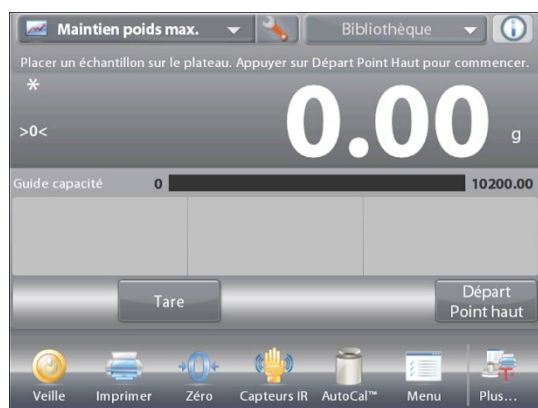 Maintien poids max.
Bibliothèque
Placer un échantillon sur le plateau. Appuyer sur Départ Point Haut pour commencer.
*
>0<
0.00 g
Guide capacité 0 10200.00
Tare
Départ
Point haut
→0←
Veille Imprimer Zéro Capteurs IR AutoCal™ Menu Plus...